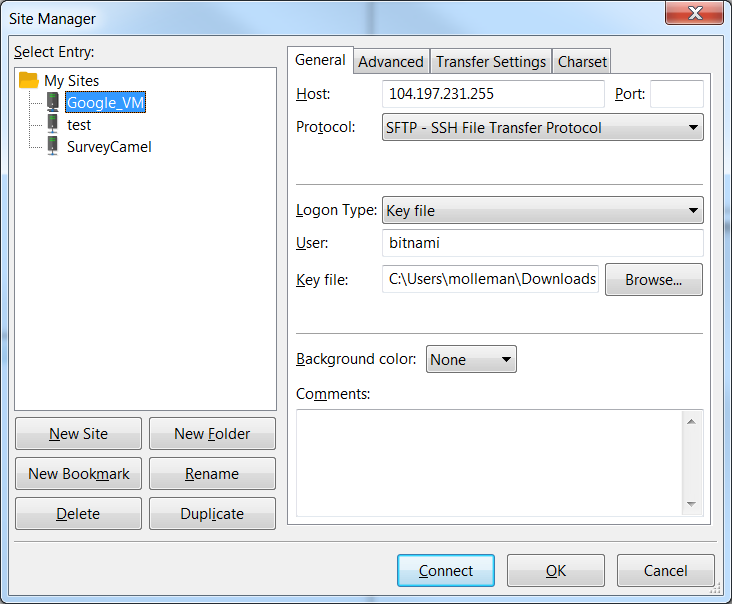 Site Manager
Select Entry:
My Sites
Google_VM
test
SurveyCamel
New Site
New Folder
New Bookmark
Rename
Delete
Duplicate
General
Advanced
Transfer Settings
Charset
Host:
104.197.231.255
Port:
Protocol:
SFTP - SSH File Transfer Protocol
Logon Type:
Key file
User:
bitnami
Key file:
C:\Users\molleman\Downloads
Browse...
Background color:
None
Comments:
Connect
OK
Cancel